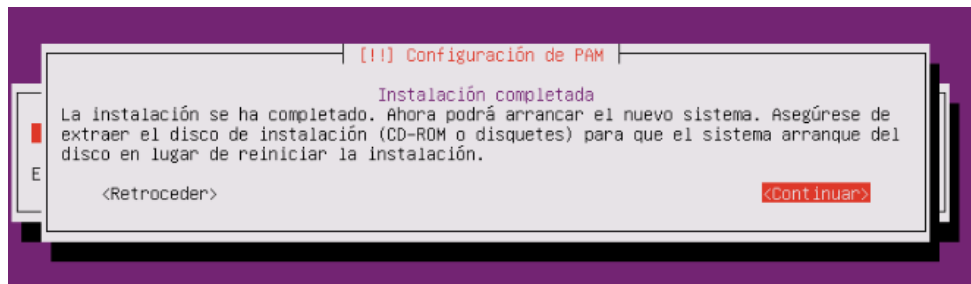 [!!] Configuración de PAM
Instalación completada
La instalación se ha completado. Ahora podrá arrancar el nuevo sistema. Asegúrese de
extraer el disco de instalación (CD-ROM o disquetes) para que el sistema arranque del
disco en lugar de reiniciar la instalación.
E
<Retroceder> <Continuar>